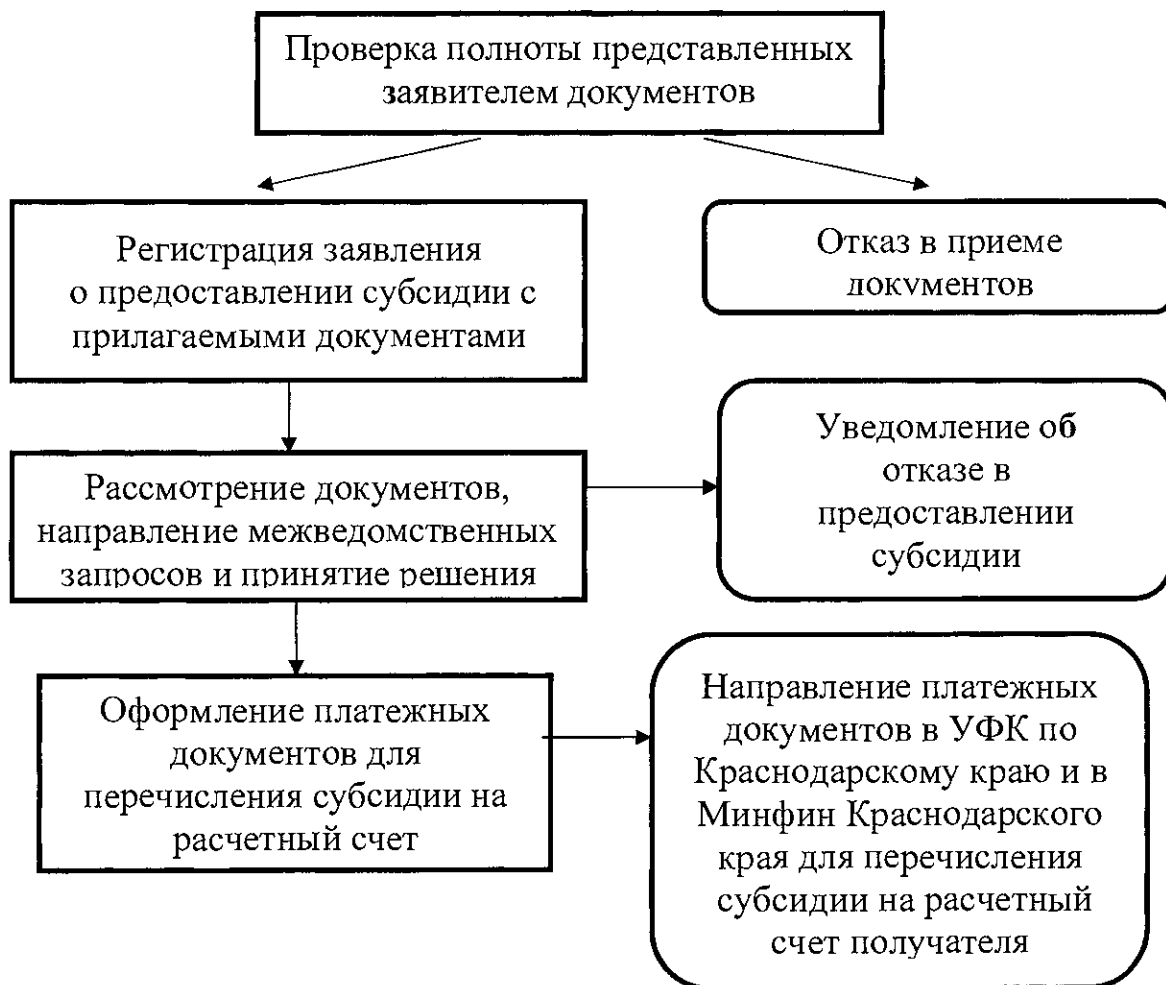 Проверка полноты представленных
заявителем документов
Регистрация заявления
о предоставлении субсидии с
прилагаемыми документами
Отказ в приеме
документов
Рассмотрение документов,
направление межведомственных
запросов и принятие решения
Уведомление об
отказе в
предоставлении
субсидии
Оформление платежных
документов для
перечисления субсидии на
расчетный счет
Направление платежных
документов в УФК по
Краснодарскому краю и в
Минфин Краснодарского
края для перечисления
субсидии на расчетный
счет получателя